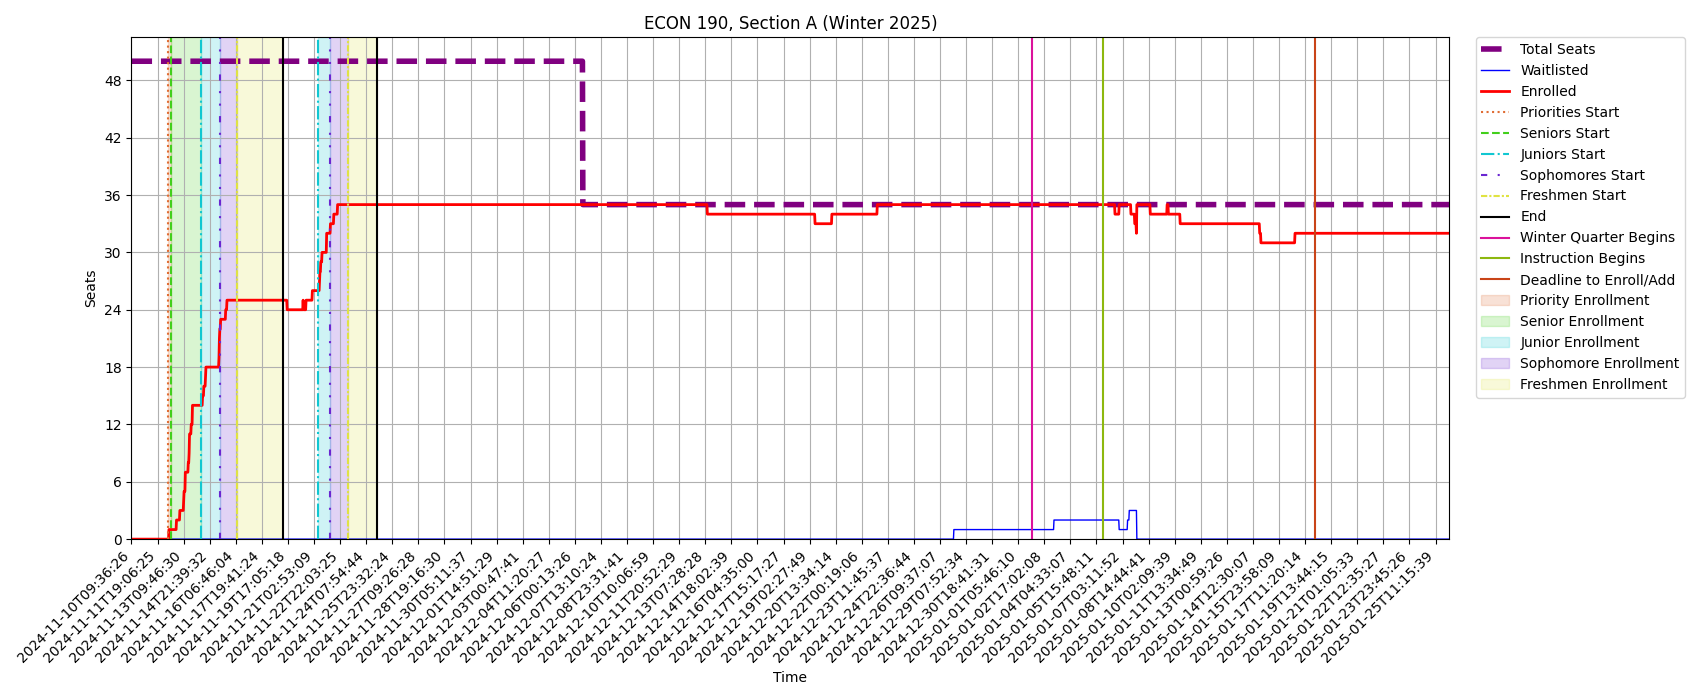 ECON 190, Section A (Winter 2025)
Seats
48
42
36
30
24
18
12
6
0
2024-11-10T09:36:26
2024-11-11T19:06:25
2024-11-13T09:46:30
2024-11-14T21:39:32
2024-11-16T06:46:04
2024-11-17T19:41:24
2024-11-19T17:05:18
2024-11-21T02:53:09
2024-11-22T22:03:25
2024-11-24T07:54:44
2024-11-25T23:32:24
2024-11-27T09:26:28
2024-11-28T19:16:30
2024-11-30T05:11:37
2024-12-01T14:51:29
2024-12-03T00:47:41
2024-12-04T11:20:27
2024-12-06T00:13:26
2024-12-07T13:10:24
2024-12-08T23:31:41
2024-12-10T10:06:59
2024-12-11T20:52:29
2024-12-13T07:28:28
2024-12-14T18:02:39
2024-12-16T04:35:00
2024-12-17T15:17:27
2024-12-19T02:27:49
2024-12-20T13:34:14
2024-12-22T00:19:06
2024-12-23T11:45:37
2024-12-24T22:36:44
2024-12-26T09:37:07
2024-12-29T07:52:34
2024-12-30T18:41:31
2025-01-01T05:46:10
2025-01-02T17:02:08
2025-01-04T04:33:07
2025-01-05T15:48:11
2025-01-07T03:11:52
2025-01-08T14:44:41
2025-01-10T02:09:39
2025-01-11T13:34:49
2025-01-13T00:59:26
2025-01-14T12:30:07
2025-01-15T23:58:09
2025-01-17T11:20:14
2025-01-19T13:44:15
2025-01-21T01:05:33
2025-01-22T12:35:27
2025-01-23T23:45:26
2025-01-25T11:15:39
Time
Total Seats
Waitlisted
Enrolled
Priorities Start
Seniors Start
Juniors Start
Sophomores Start
Freshmen Start
End
Winter Quarter Begins
Instruction Begins
Deadline to Enroll/Add
Priority Enrollment
Senior Enrollment
Junior Enrollment
Sophomore Enrollment
Freshmen Enrollment